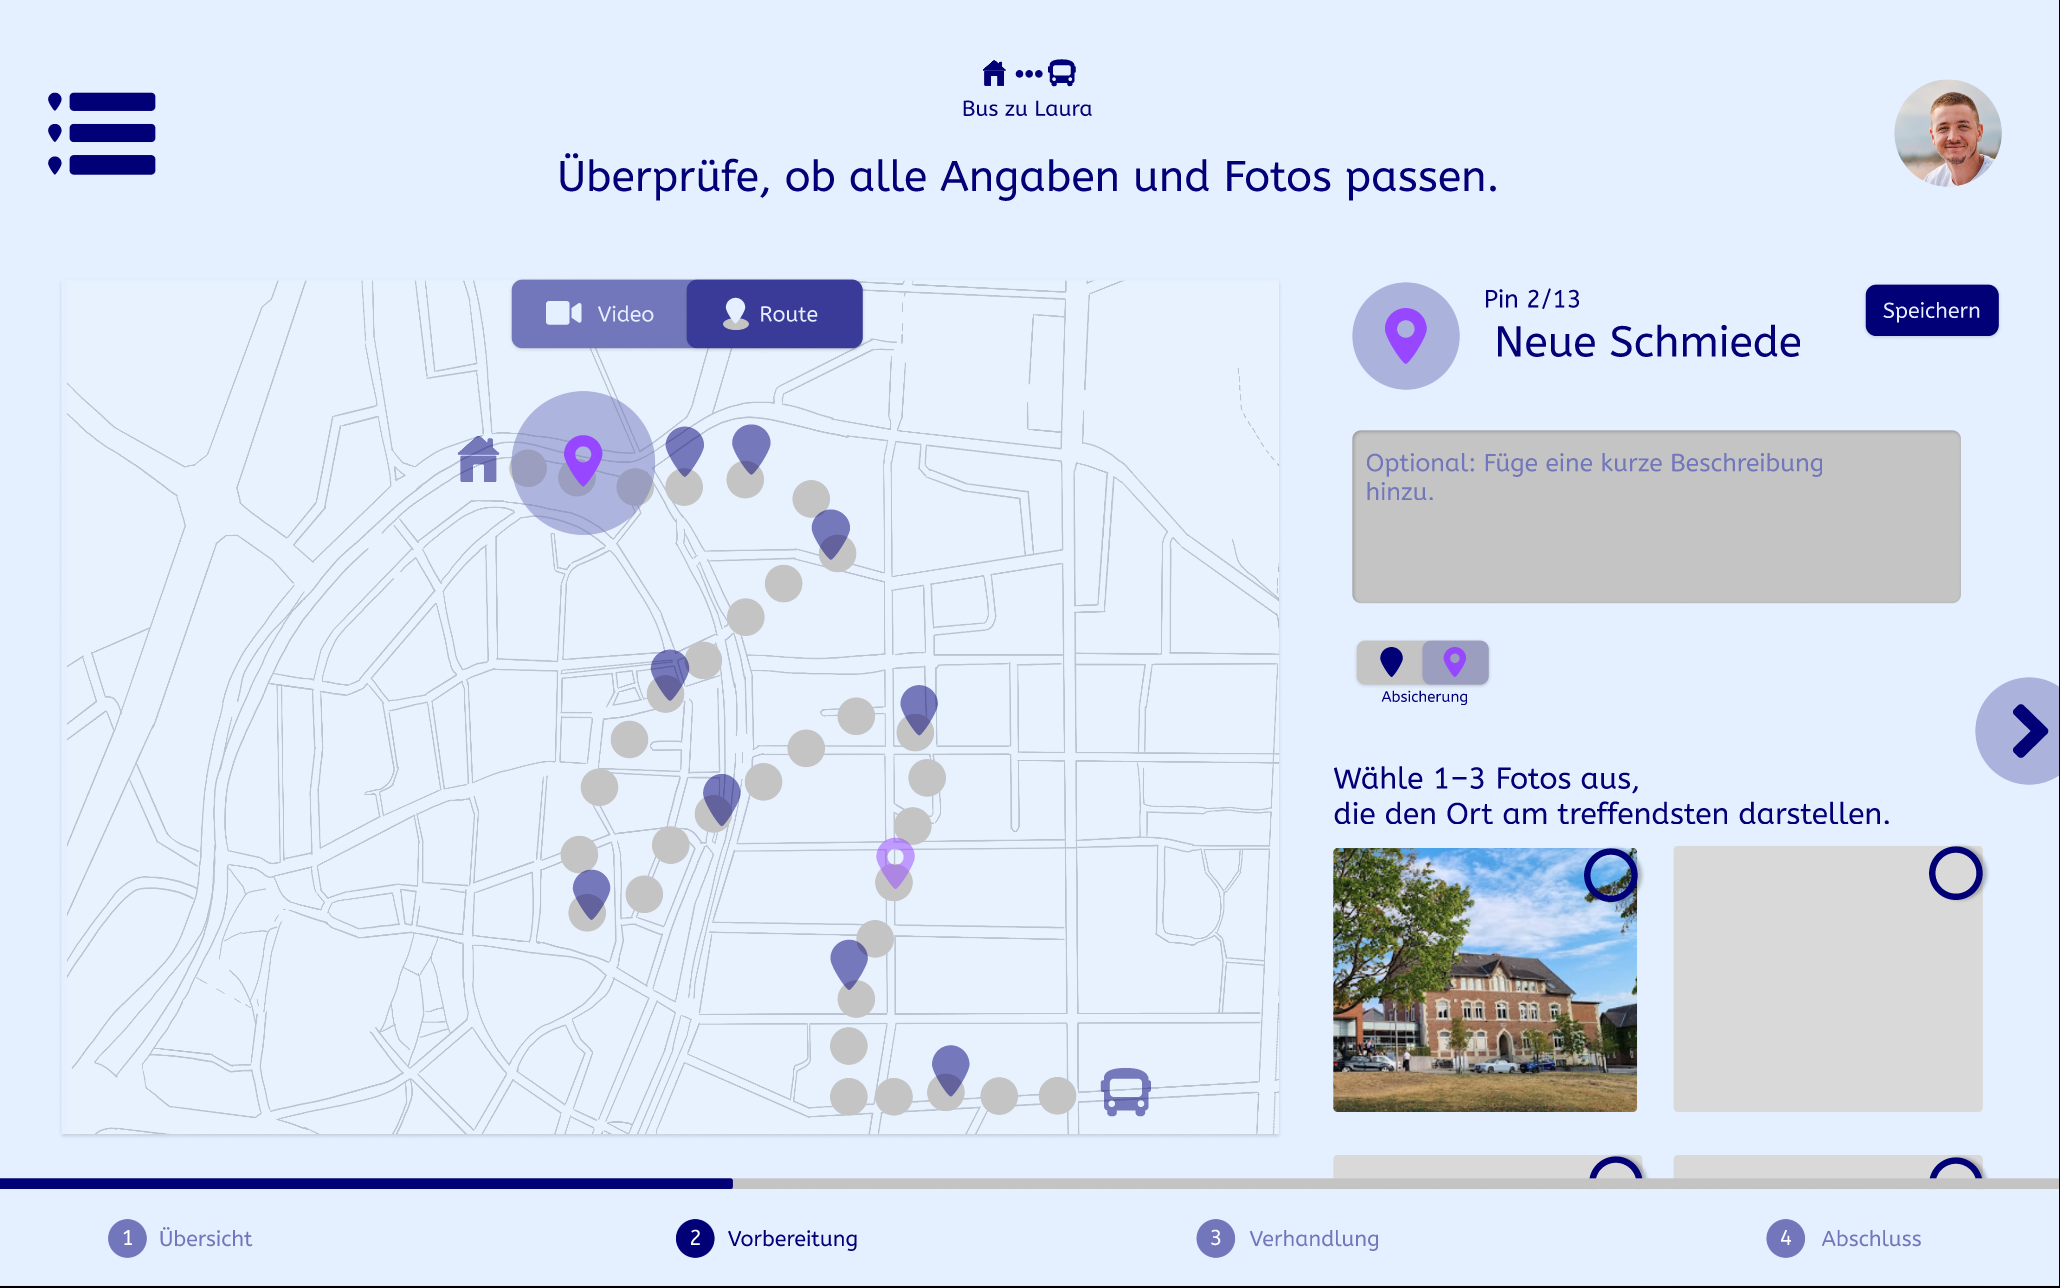 Bus zu Laura
Überprüfe, ob alle Angaben und Fotos passen.
Video
Route
Pin 2/13
Neue Schmiede
Speichern
Optional: Füge eine kurze Beschreibung
hinzu.
Absicherung
Wähle 1–3 Fotos aus,
die den Ort am treffendsten darstellen.
1 Übersicht
2 Vorbereitung
3 Verhandlung
4 Abschluss